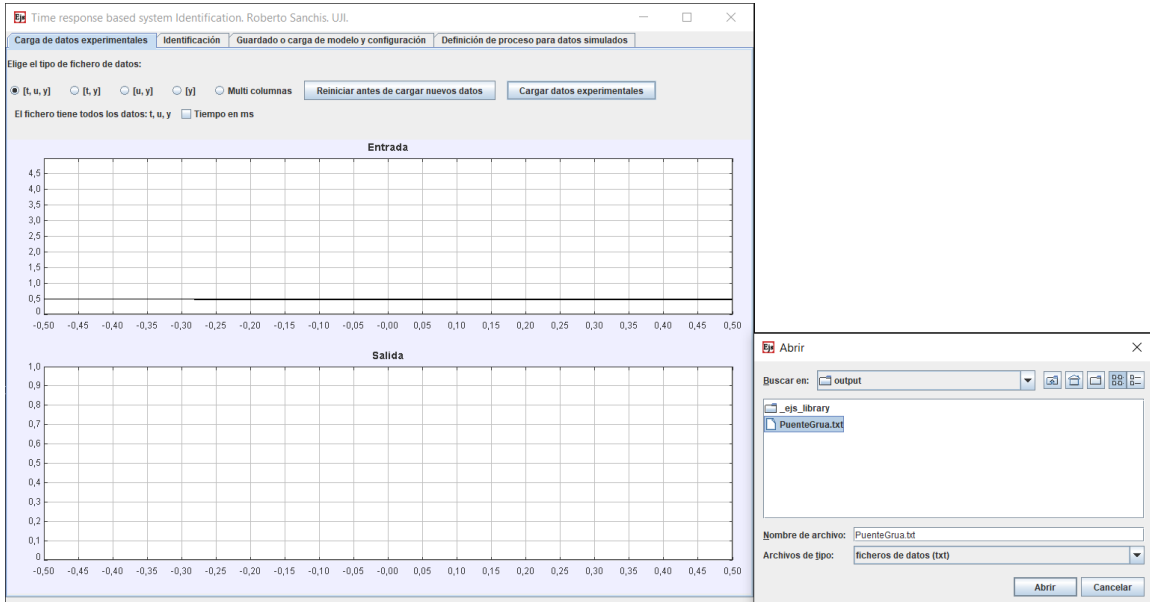 Ejs Time response based system Identification. Roberto Sanchis. UJI.
Carga de datos experimentales Identificación Guardado o carga de modelo y configuración Definición de proceso para datos simulados
Elige el tipo de fichero de datos:
[t, u, y] [t, y] [u, y] [y] Multi columnas Reiniciar antes de cargar nuevos datos Cargar datos experimentales
El fichero tiene todos los datos: t, u, y Tiempo en ms
Entrada
4,5
4,0
3,5
3,0
2,5
2,0
1,5
1,0
0,5
0
-0,50 -0,45 -0,40 -0,35 -0,30 -0,25 -0,20 -0,15 -0,10 -0,05 -0,00 0,05 0,10 0,15 0,20 0,25 0,30 0,35 0,40 0,45 0,50
Salida
1,0
0,9
0,8
0,7
0,6
0,5
0,4
0,3
0,2
0,1
0
-0,50 -0,45 -0,40 -0,35 -0,30 -0,25 -0,20 -0,15 -0,10 -0,05 -0,00 0,05 0,10 0,15 0,20 0,25 0,30 0,35 0,40 0,45 0,50
Ejs Abrir
Buscar en: output
_ejs_library
PuenteGrua.txt
Nombre de archivo: PuenteGrua.txt
Archivos de tipo: ficheros de datos (txt)
Abrir Cancelar